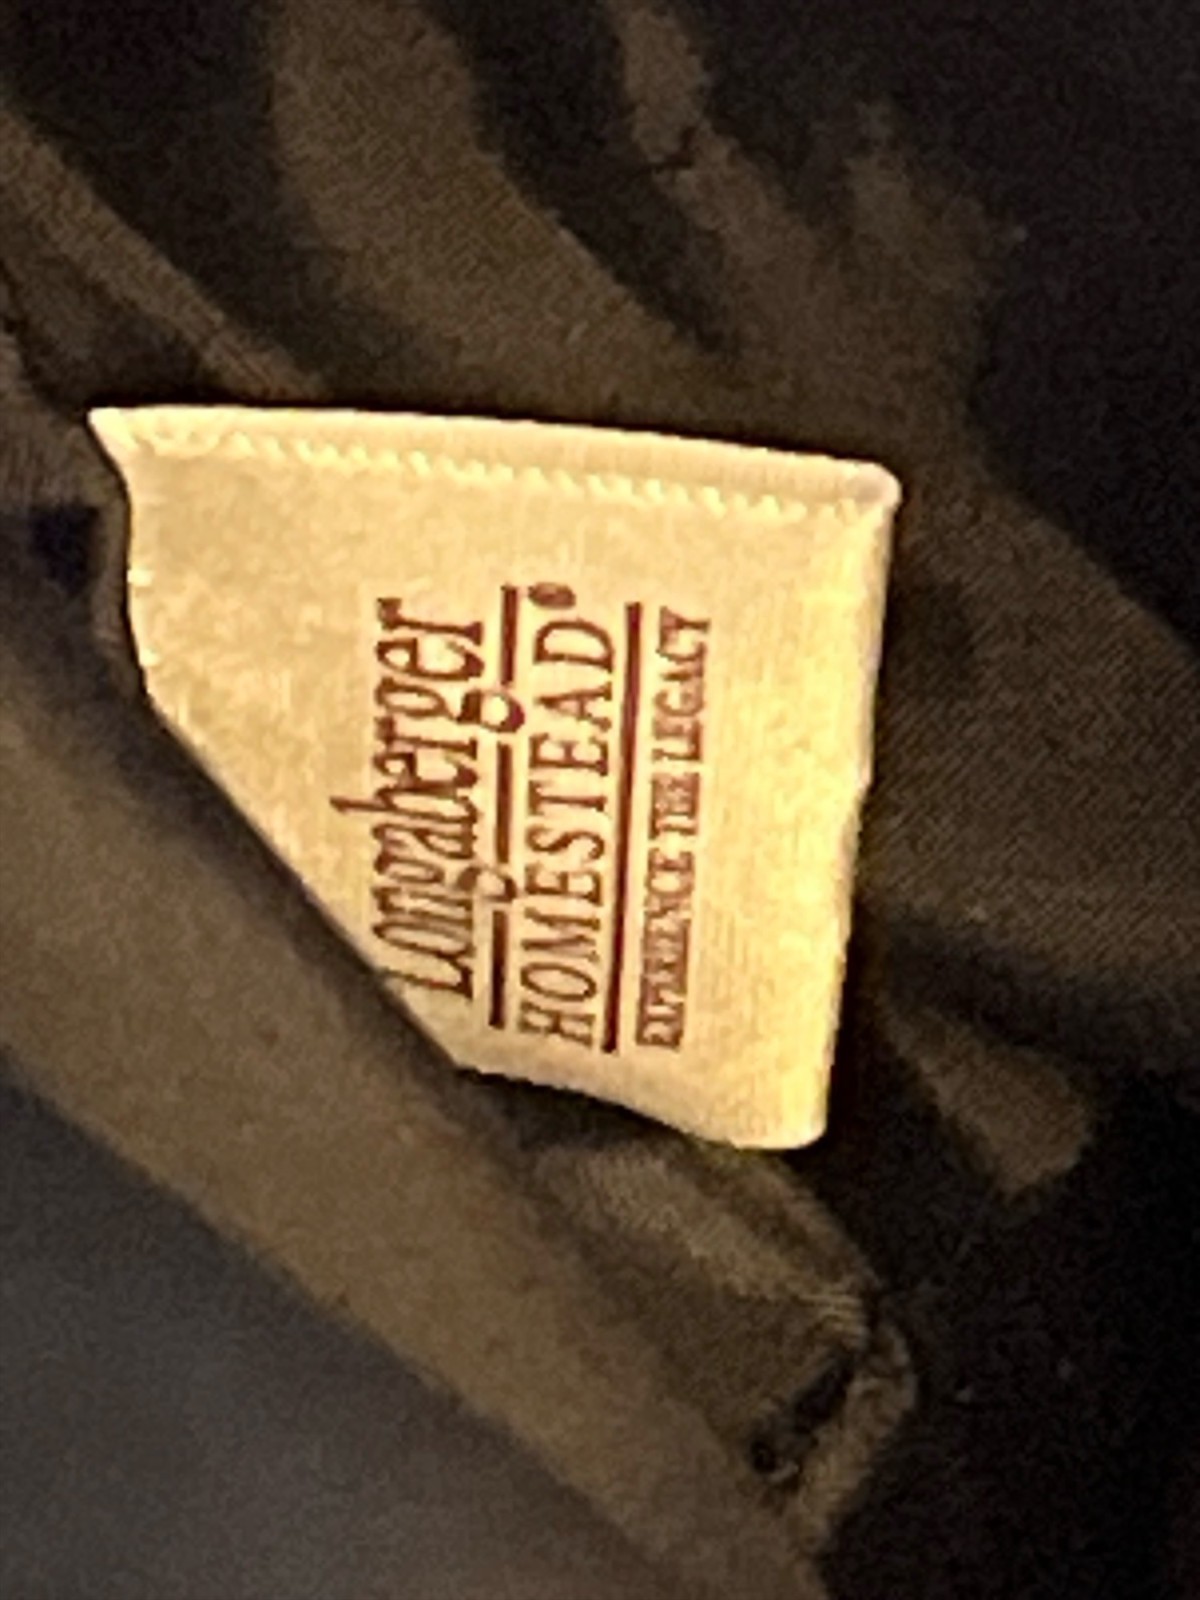 Longaberger
HOMESTEAD®
EXPERIENCE THE LEGACY